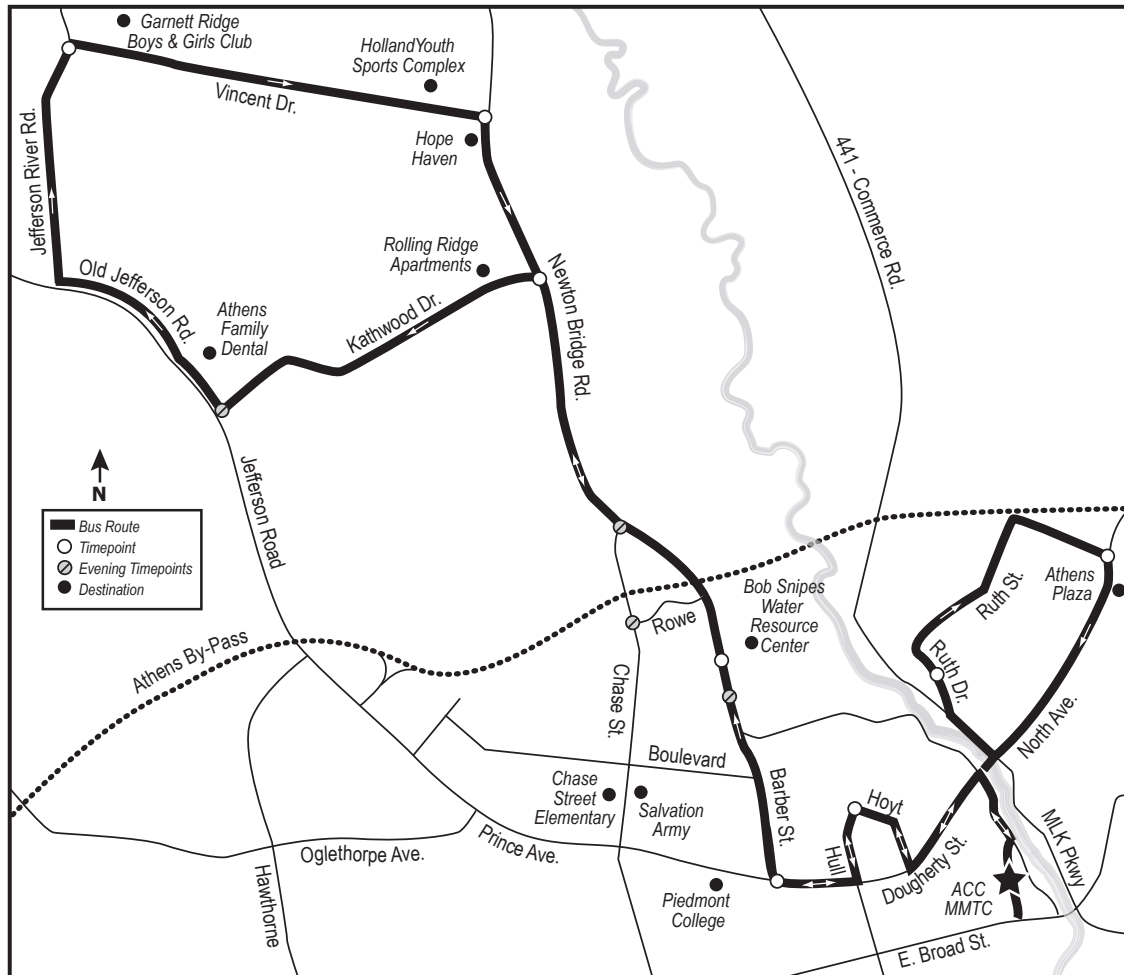 Garnett Ridge
Boys & Girls Club
HollandYouth
Sports Complex
Vincent Dr.
Hope
Haven
Jefferson River Rd.
441 - Commerce Rd.
Rolling Ridge
Apartments
Old Jefferson Rd.
Athens
Family
Dental
Kathwood Dr.
Newton Bridge Rd.
N
Jefferson Road
Bus Route
Timepoint
Evening Timepoints
Destination
Athens By-Pass
Rowe
Bob Snipes
Water
Resource
Center
Ruth St.
Athens
Plaza
Ruth Dr.
Chase St.
North Ave.
Boulevard
Barber St.
Chase
Street
Elementary
Salvation
Army
Hoyt
Hull
Dougherty St.
MLK Pkwy
Oglethorpe Ave.
Prince Ave.
Hawthorne
Piedmont
College
ACC
MMTC
E. Broad St.